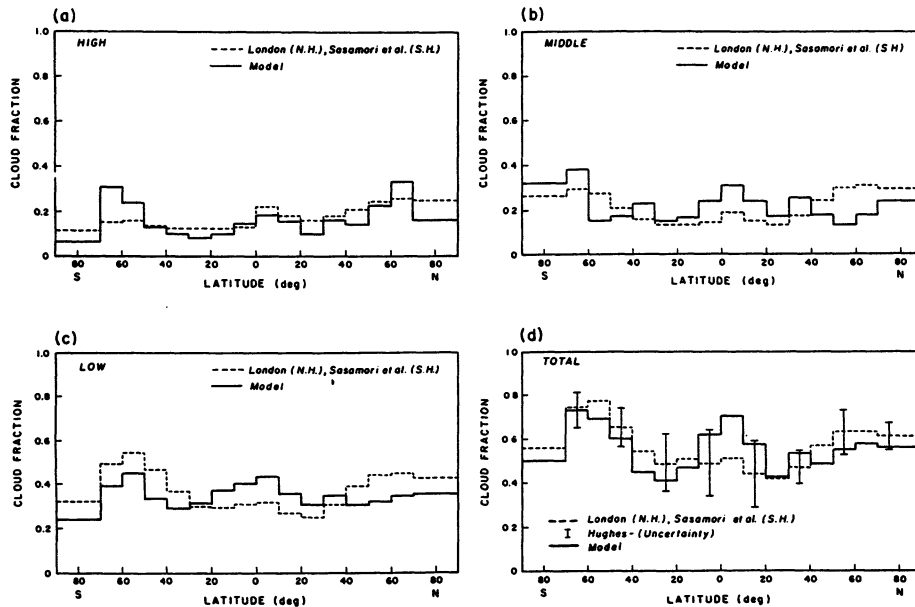 (a)
HIGH
London (N.H.), Sasamori et al. (S.H.)
Model
CLOUD FRACTION
1.0
0.8
0.6
0.4
0.2
0
80 60 40 20 0 20 40 60 80
S N
LATITUDE (deg)
(b)
MIDDLE
London (N.H.), Sasamori et al. (S H)
Model
CLOUD FRACTION
1.0
0.8
0.6
0.4
0.2
0
80 60 40 20 0 20 40 60 80
S N
LATITUDE (deg)
(c)
LOW
London (N.H.), Sasamori et al. (S.H.)
Model
CLOUD FRACTION
1.0
0.8
0.6
0.4
0.2
0
80 60 40 20 0 20 40 60 80
S N
LATITUDE (deg)
(d)
TOTAL
CLOUD FRACTION
1.0
0.8
0.6
0.4
0.2
0
London (N.H.), Sasamori et al. (S.H.)
Hughes-(Uncertainty)
Model
80 60 40 20 0 20 40 60 80
S N
LATITUDE (deg)